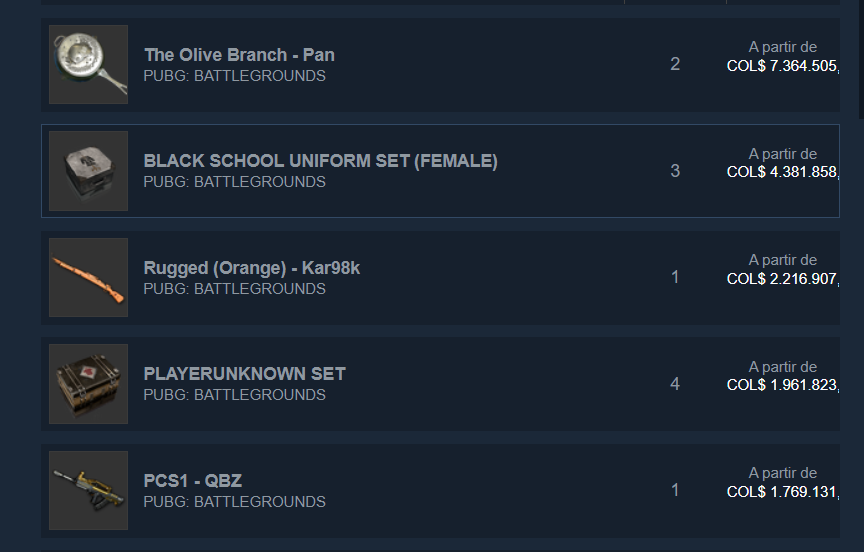 The Olive Branch - Pan
PUBG: BATTLEGROUNDS
2
A partir de
COL$ 7.364.505,
BLACK SCHOOL UNIFORM SET (FEMALE)
PUBG: BATTLEGROUNDS
3
A partir de
COL$ 4.381.858,
Rugged (Orange) - Kar98k
PUBG: BATTLEGROUNDS
1
A partir de
COL$ 2.216.907,
PLAYERUNKNOWN SET
PUBG: BATTLEGROUNDS
4
A partir de
COL$ 1.961.823,
PCS1 - QBZ
PUBG: BATTLEGROUNDS
1
A partir de
COL$ 1.769.131,